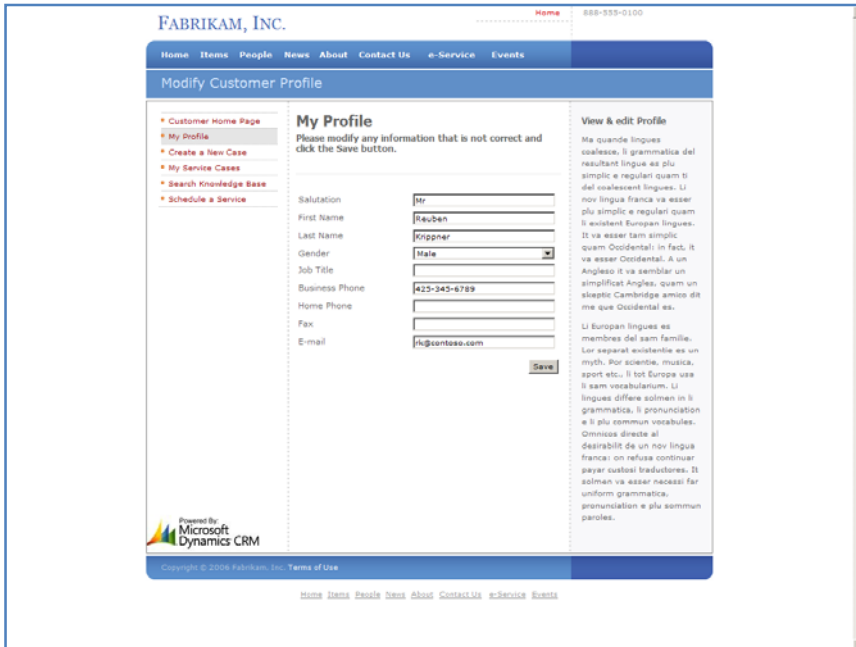 FABRIKAM, INC.
Home
888-555-0100
Home Items People News About Contact Us e-Service Events
Modify Customer Profile
Customer Home Page
My Profile
Create a New Case
My Service Cases
Search Knowledge Base
Schedule a Service
My Profile
Please modify any information that is not correct and
click the Save button.
Salutation Mr
First Name Reuben
Last Name Krippner
Gender Male
Job Title
Business Phone 425-345-6789
Home Phone
Fax
E-mail rk@contoso.com
Save
View & edit Profile
Ma quande lingues
coalesce, li grammatica del
resultant lingue es plu
simplic e regulari quam ti
del coalescent lingues. Li
nov lingua franca va esser
plu simplic e regulari quam
li existent Europan lingues.
It va esser tam simplic
quam Occidental: in fact, it
va esser Occidental. A un
Angleso it va semblar un
simplificat Angles, quam un
skeptic Cambridge amico dit
me que Occidental es.
Li Europan lingues es
membres del sam familie.
Lor separat existentie es un
myth. Por scientie, musica,
sport etc., li tot Europa usa
li sam vocabularium. Li
lingues differe solmen in li
grammatica, li pronunciation
e li plu commun vocabules.
Omnicos directe al
desirabilit de un nov lingua
franca: on refusa continuar
payar custosi traductores. It
solmen va esser necessi far
uniform grammatica,
pronunciation e plu sommun
paroles.
Powered By:
Microsoft
Dynamics CRM
Copyright © 2006 Fabrikam, Inc. Terms of Use
Home Items People News About Contact Us e-Service Events